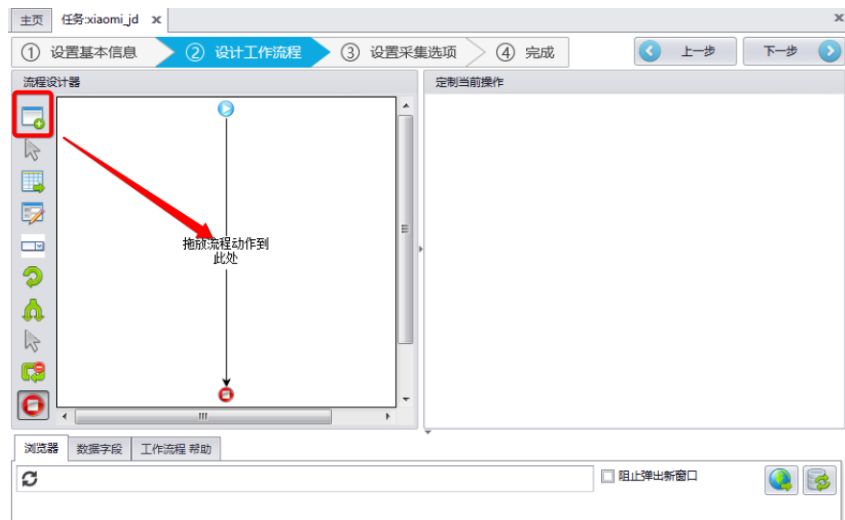 主页 任务:xiaomi_jd x x
① 设置基本信息 ② 设计工作流程 ③ 设置采集选项 ④ 完成 上一步 下一步
流程设计器 定制当前操作
拖放流程动作到
此处
浏览器 数据字段 工作流程 帮助
阻止弹出新窗口